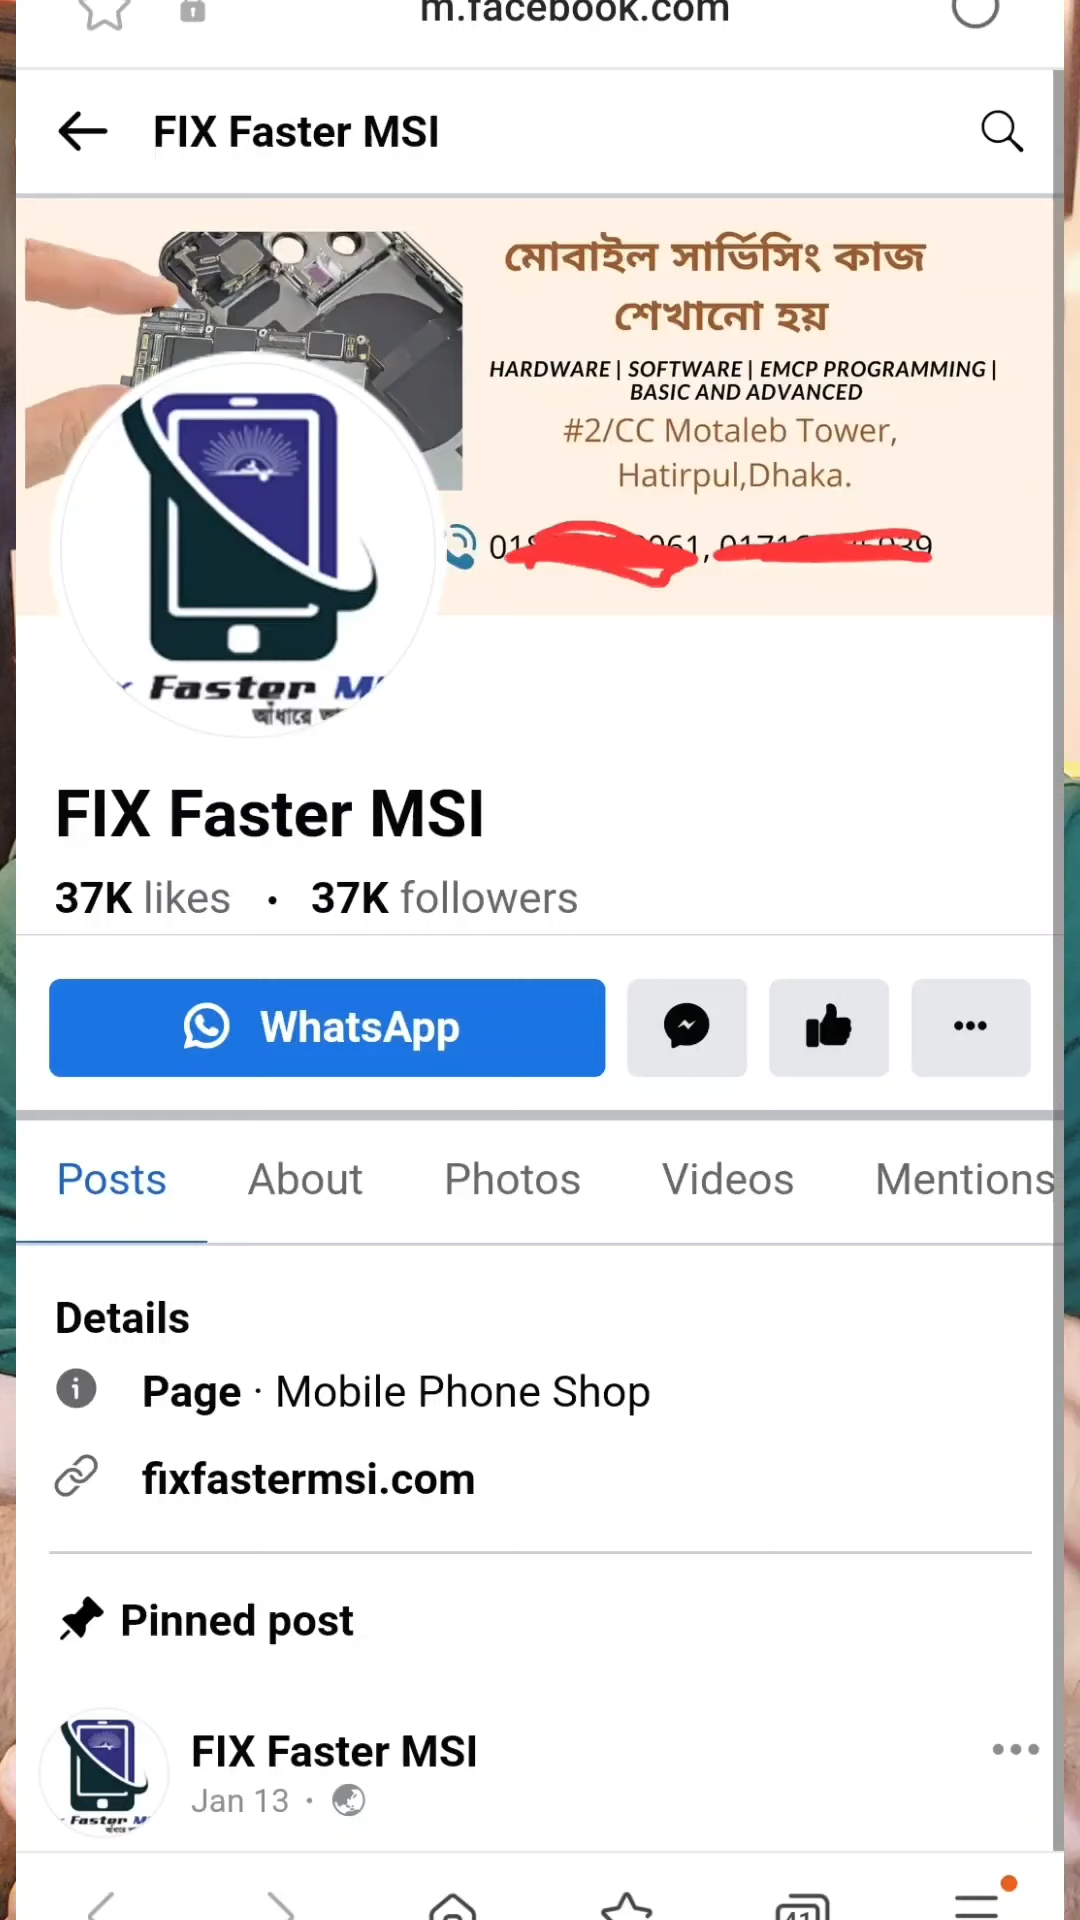 m.facebook.com
FIX Faster MSI
মোবাইল সার্ভিসিং কাজ
শেখানো হয়
HARDWARE | SOFTWARE | EMCP PROGRAMMING |
BASIC AND ADVANCED
#2/CC Motaleb Tower,
Hatirpul,Dhaka.
Faster
আঁধারে
FIX Faster MSI
37K likes · 37K followers
WhatsApp
Posts About Photos Videos Mentions
Details
Page · Mobile Phone Shop
fixfastermsi.com
Pinned post
FIX Faster MSI
Jan 13 ·
Faster
41